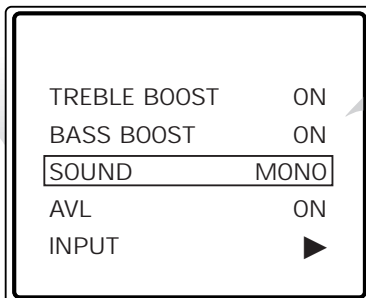 TREBLE BOOST ON
BASS BOOST ON
SOUND MONO
AVL ON
INPUT ▶